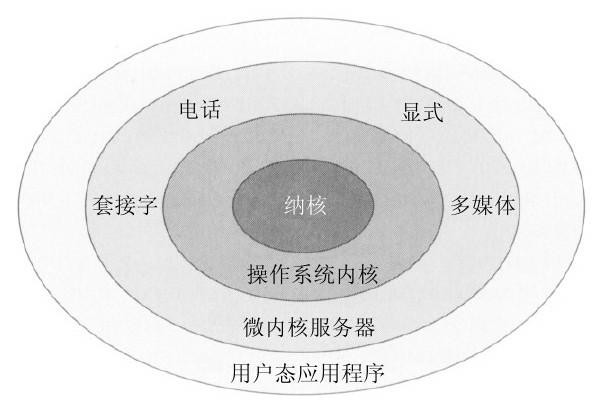 电话
显式
套接字
纳核
多媒体
操作系统内核
微内核服务器
用户态应用程序